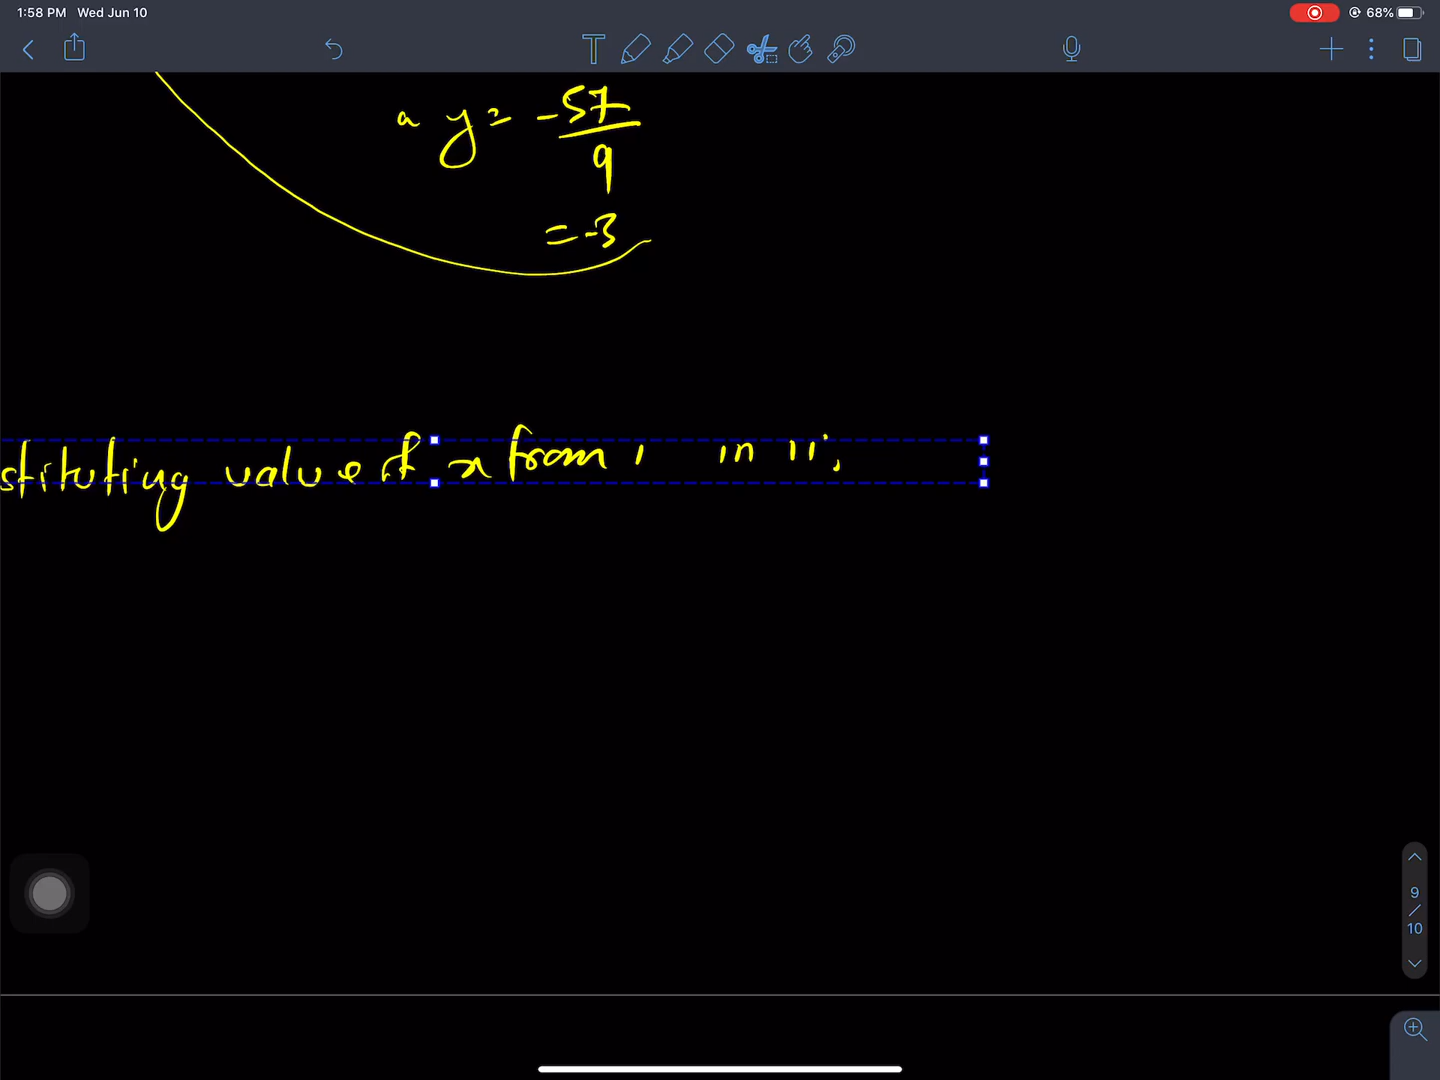 1:58 PM Wed Jun 10
68%
T
y = -57
9
= -3
stituting value of x from i in ii;
9
/
10